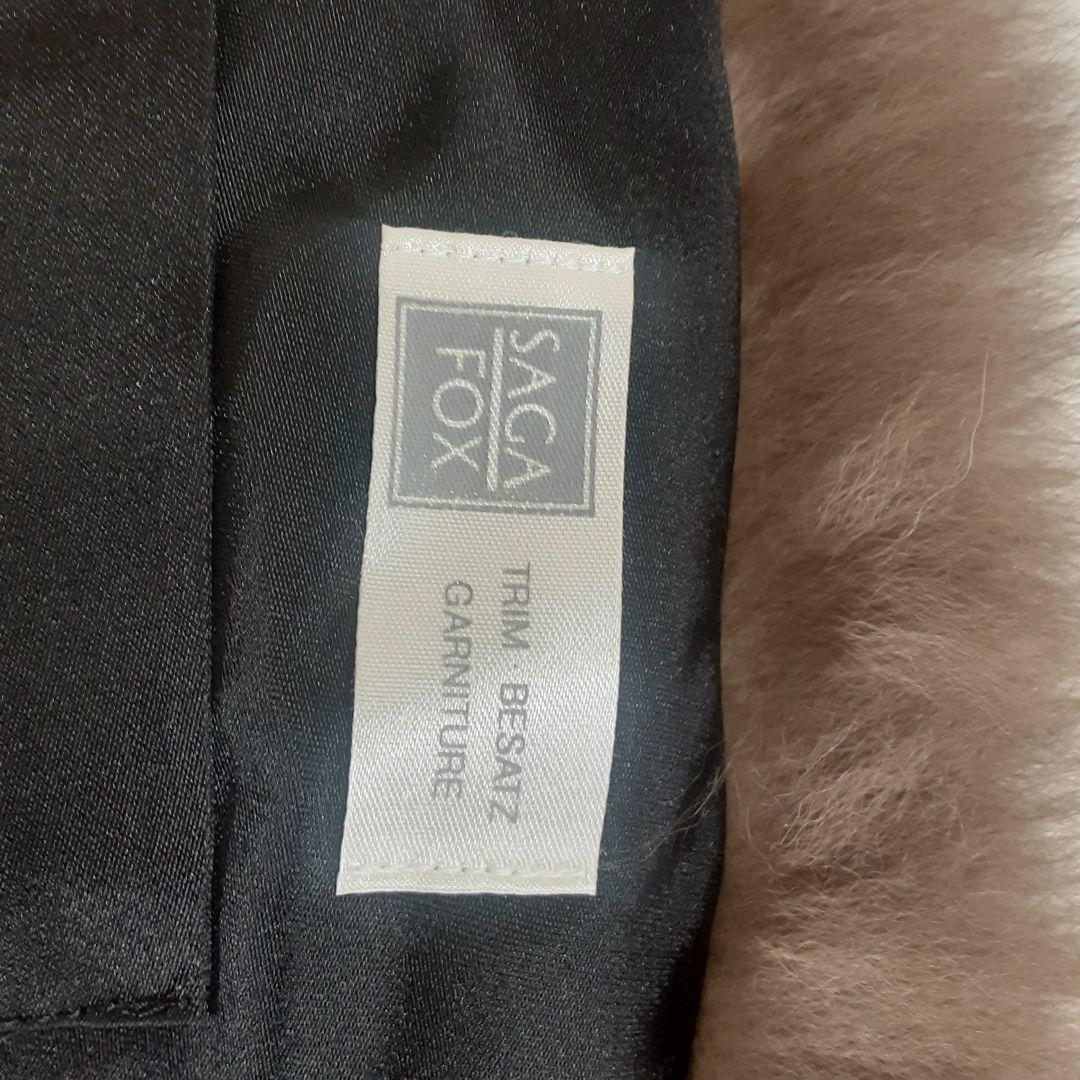 SAGA
FOX
TRIM · BESATZ
GARNITURE